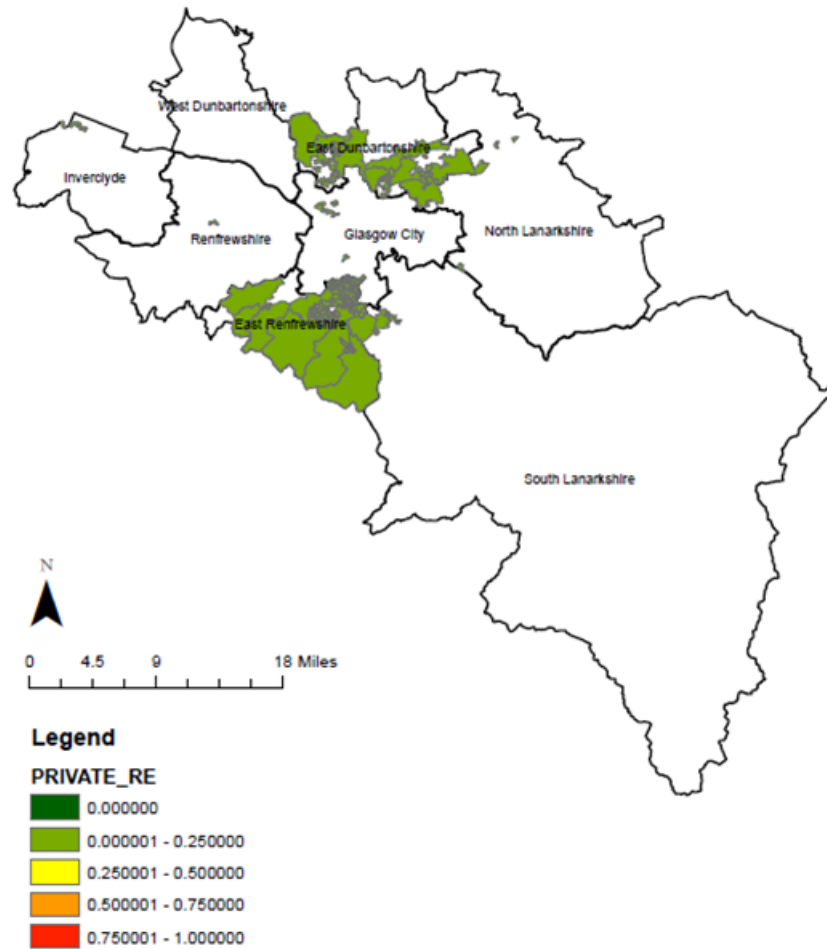 West Dunbartonshire
East Dunbartonshire
Inverclyde
Renfrewshire
Glasgow City
North Lanarkshire
East Renfrewshire
South Lanarkshire
N
0 4.5 9 18 Miles
Legend
PRIVATE_RE
0.000000
0.000001 - 0.250000
0.250001 - 0.500000
0.500001 - 0.750000
0.750001 - 1.000000